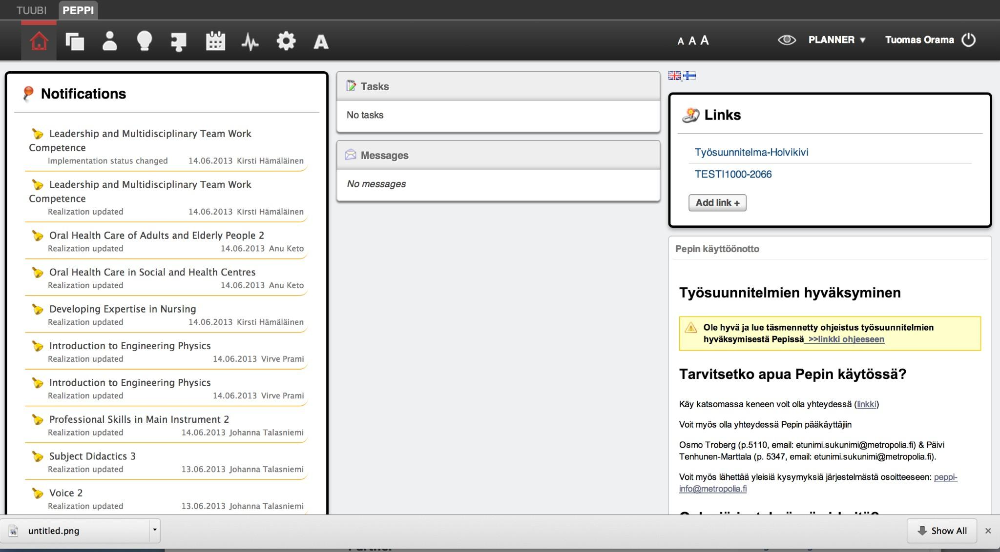 TUUBI PEPPI
A A A A PLANNER ▼ Tuomas Orama
Notifications
Leadership and Multidisciplinary Team Work
Competence
Implementation status changed 14.06.2013 Kirsti Hämäläinen
Leadership and Multidisciplinary Team Work
Competence
Realization updated 14.06.2013 Kirsti Hämäläinen
Oral Health Care of Adults and Elderly People 2
Realization updated 14.06.2013 Anu Keto
Oral Health Care in Social and Health Centres
Realization updated 14.06.2013 Anu Keto
Developing Expertise in Nursing
Realization updated 14.06.2013 Kirsti Hämäläinen
Introduction to Engineering Physics
Realization updated 14.06.2013 Virve Prami
Introduction to Engineering Physics
Realization updated 14.06.2013 Virve Prami
Professional Skills in Main Instrument 2
Realization updated 14.06.2013 Johanna Talasniemi
Subject Didactics 3
Realization updated 13.06.2013 Johanna Talasniemi
Voice 2
Realization updated 13.06.2013 Johanna Talasniemi
Tasks
No tasks
Messages
No messages
Links
Työsuunnitelma-Holvikivi
TESTI1000-2066
Add link +
Pepin käyttöönotto
Työsuunnitelmien hyväksyminen
Ole hyvä ja lue täsmennetty ohjeistus työsuunnitelmien
hyväksymisestä Pepissä >>linkki ohjeeseen
Tarvitsetko apua Pepin käytössä?
Käy katsomassa keneen voit olla yhteydessä (linkki)
Voit myös olla yhteydessä Pepin pääkäyttäjiin
Osmo Troberg (p.5110, email: etunimi.sukunimi@metropolia.fi) & Päivi
Tenhunen-Marttala (p. 5347, email: etunimi.sukunimi@metropolia.fi).
Voit myös lähettää yleisiä kysymyksiä järjestelmästä osoitteeseen: peppi-
info@metropolia.fi
untitled.png
Show All